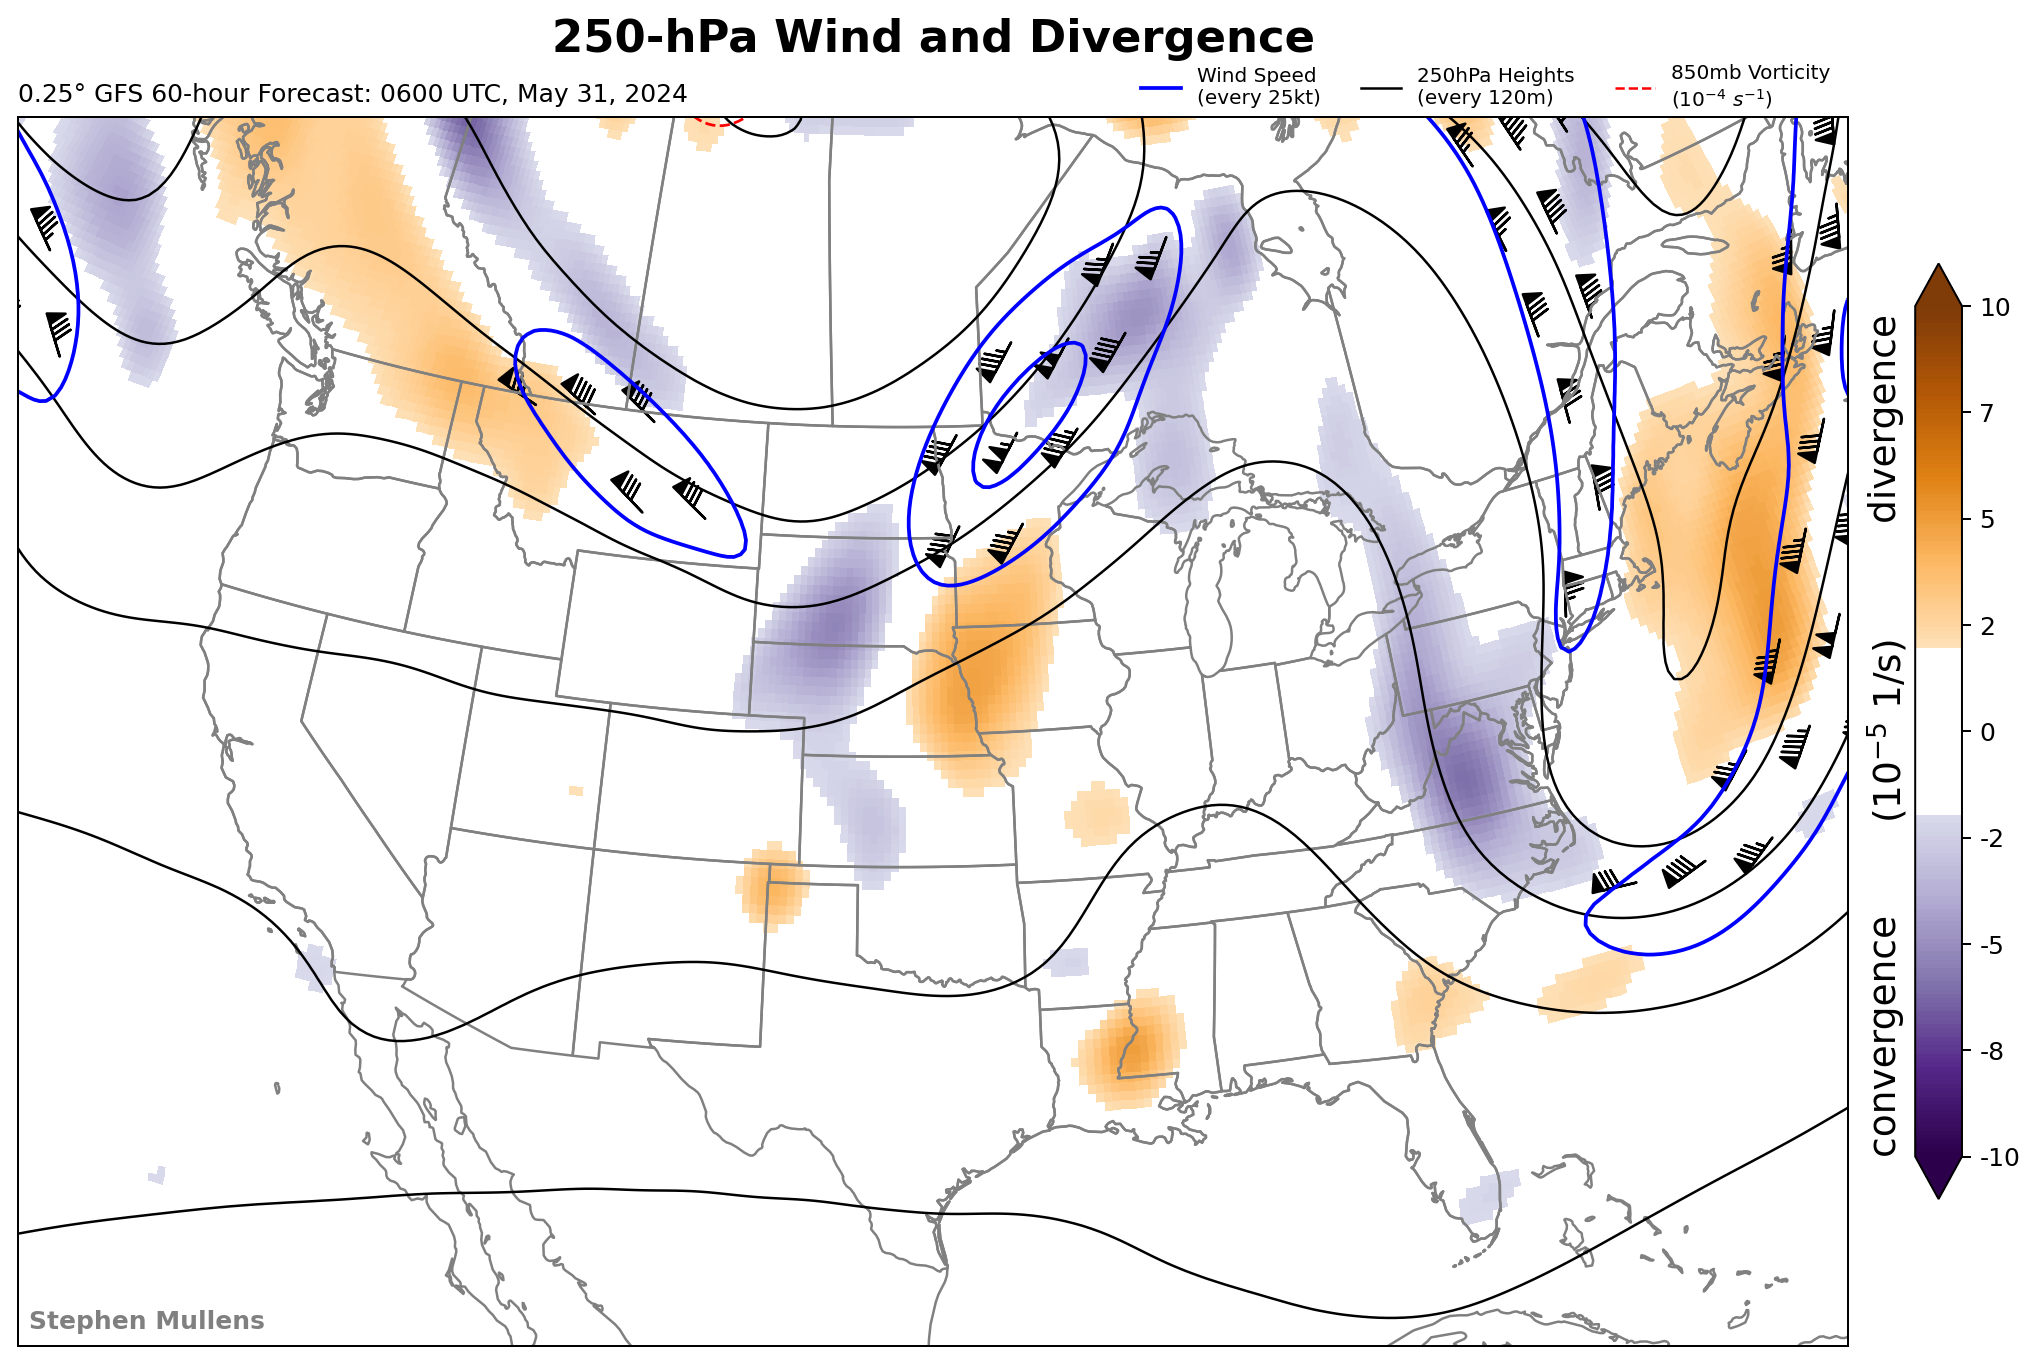 250-hPa Wind and Divergence
0.25° GFS 60-hour Forecast: 0600 UTC, May 31, 2024
Wind Speed
(every 25kt)
250hPa Heights
(every 120m)
850mb Vorticity
(10⁻⁴ s⁻¹)
10
7
5
2
0
-2
-5
-8
-10
convergence (10⁻⁵ 1/s) divergence
Stephen Mullens